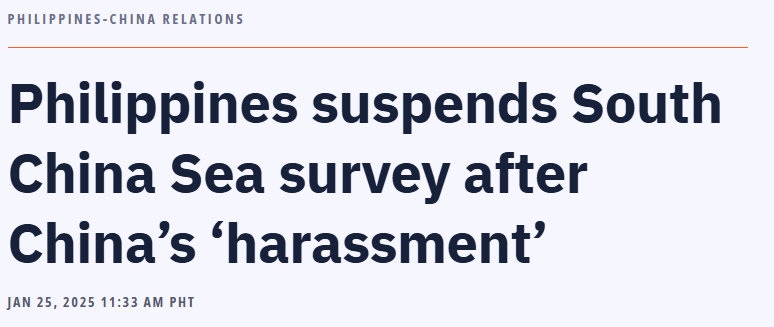 PHILIPPINES-CHINA RELATIONS
Philippines suspends South
China Sea survey after
China’s ‘harassment’
JAN 25, 2025 11:33 AM PHT